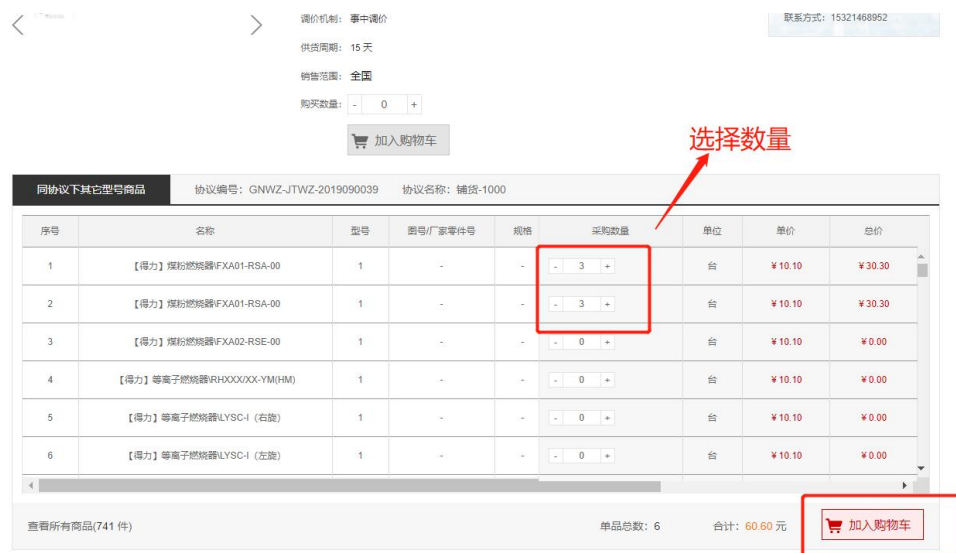 调价机制： 事中调价
联系方式： 15321468952
供货周期： 15 天
销售范围： 全国
购买数量： - 0 +
加入购物车
选择数量
同协议下其它型号商品 协议编号：GNWZ-JTWZ-2019090039 协议名称：铺货-1000
序号 名称 型号 图号/厂家零件号 规格 采购数量 单位 单价 总价
1 【得力】煤粉燃烧器\FXA01-RSA-00 1 - - - 3 + 台 ¥10.10 ¥30.30
2 【得力】煤粉燃烧器\FXA01-RSA-00 1 - - - 3 + 台 ¥10.10 ¥30.30
3 【得力】煤粉燃烧器\FXA02-RSE-00 1 - - - 0 + 台 ¥10.10 ¥0.00
4 【得力】等离子燃烧器\RHXXX/XX-YM(HM) 1 - - - 0 + 台 ¥10.10 ¥0.00
5 【得力】等离子燃烧器\LYSC-I（右旋） 1 - - - 0 + 台 ¥10.10 ¥0.00
6 【得力】等离子燃烧器\LYSC-I（左旋） 1 - - - 0 + 台 ¥10.10 ¥0.00
查看所有商品(741 件) 单品总数：6 合计：60.60 元 加入购物车